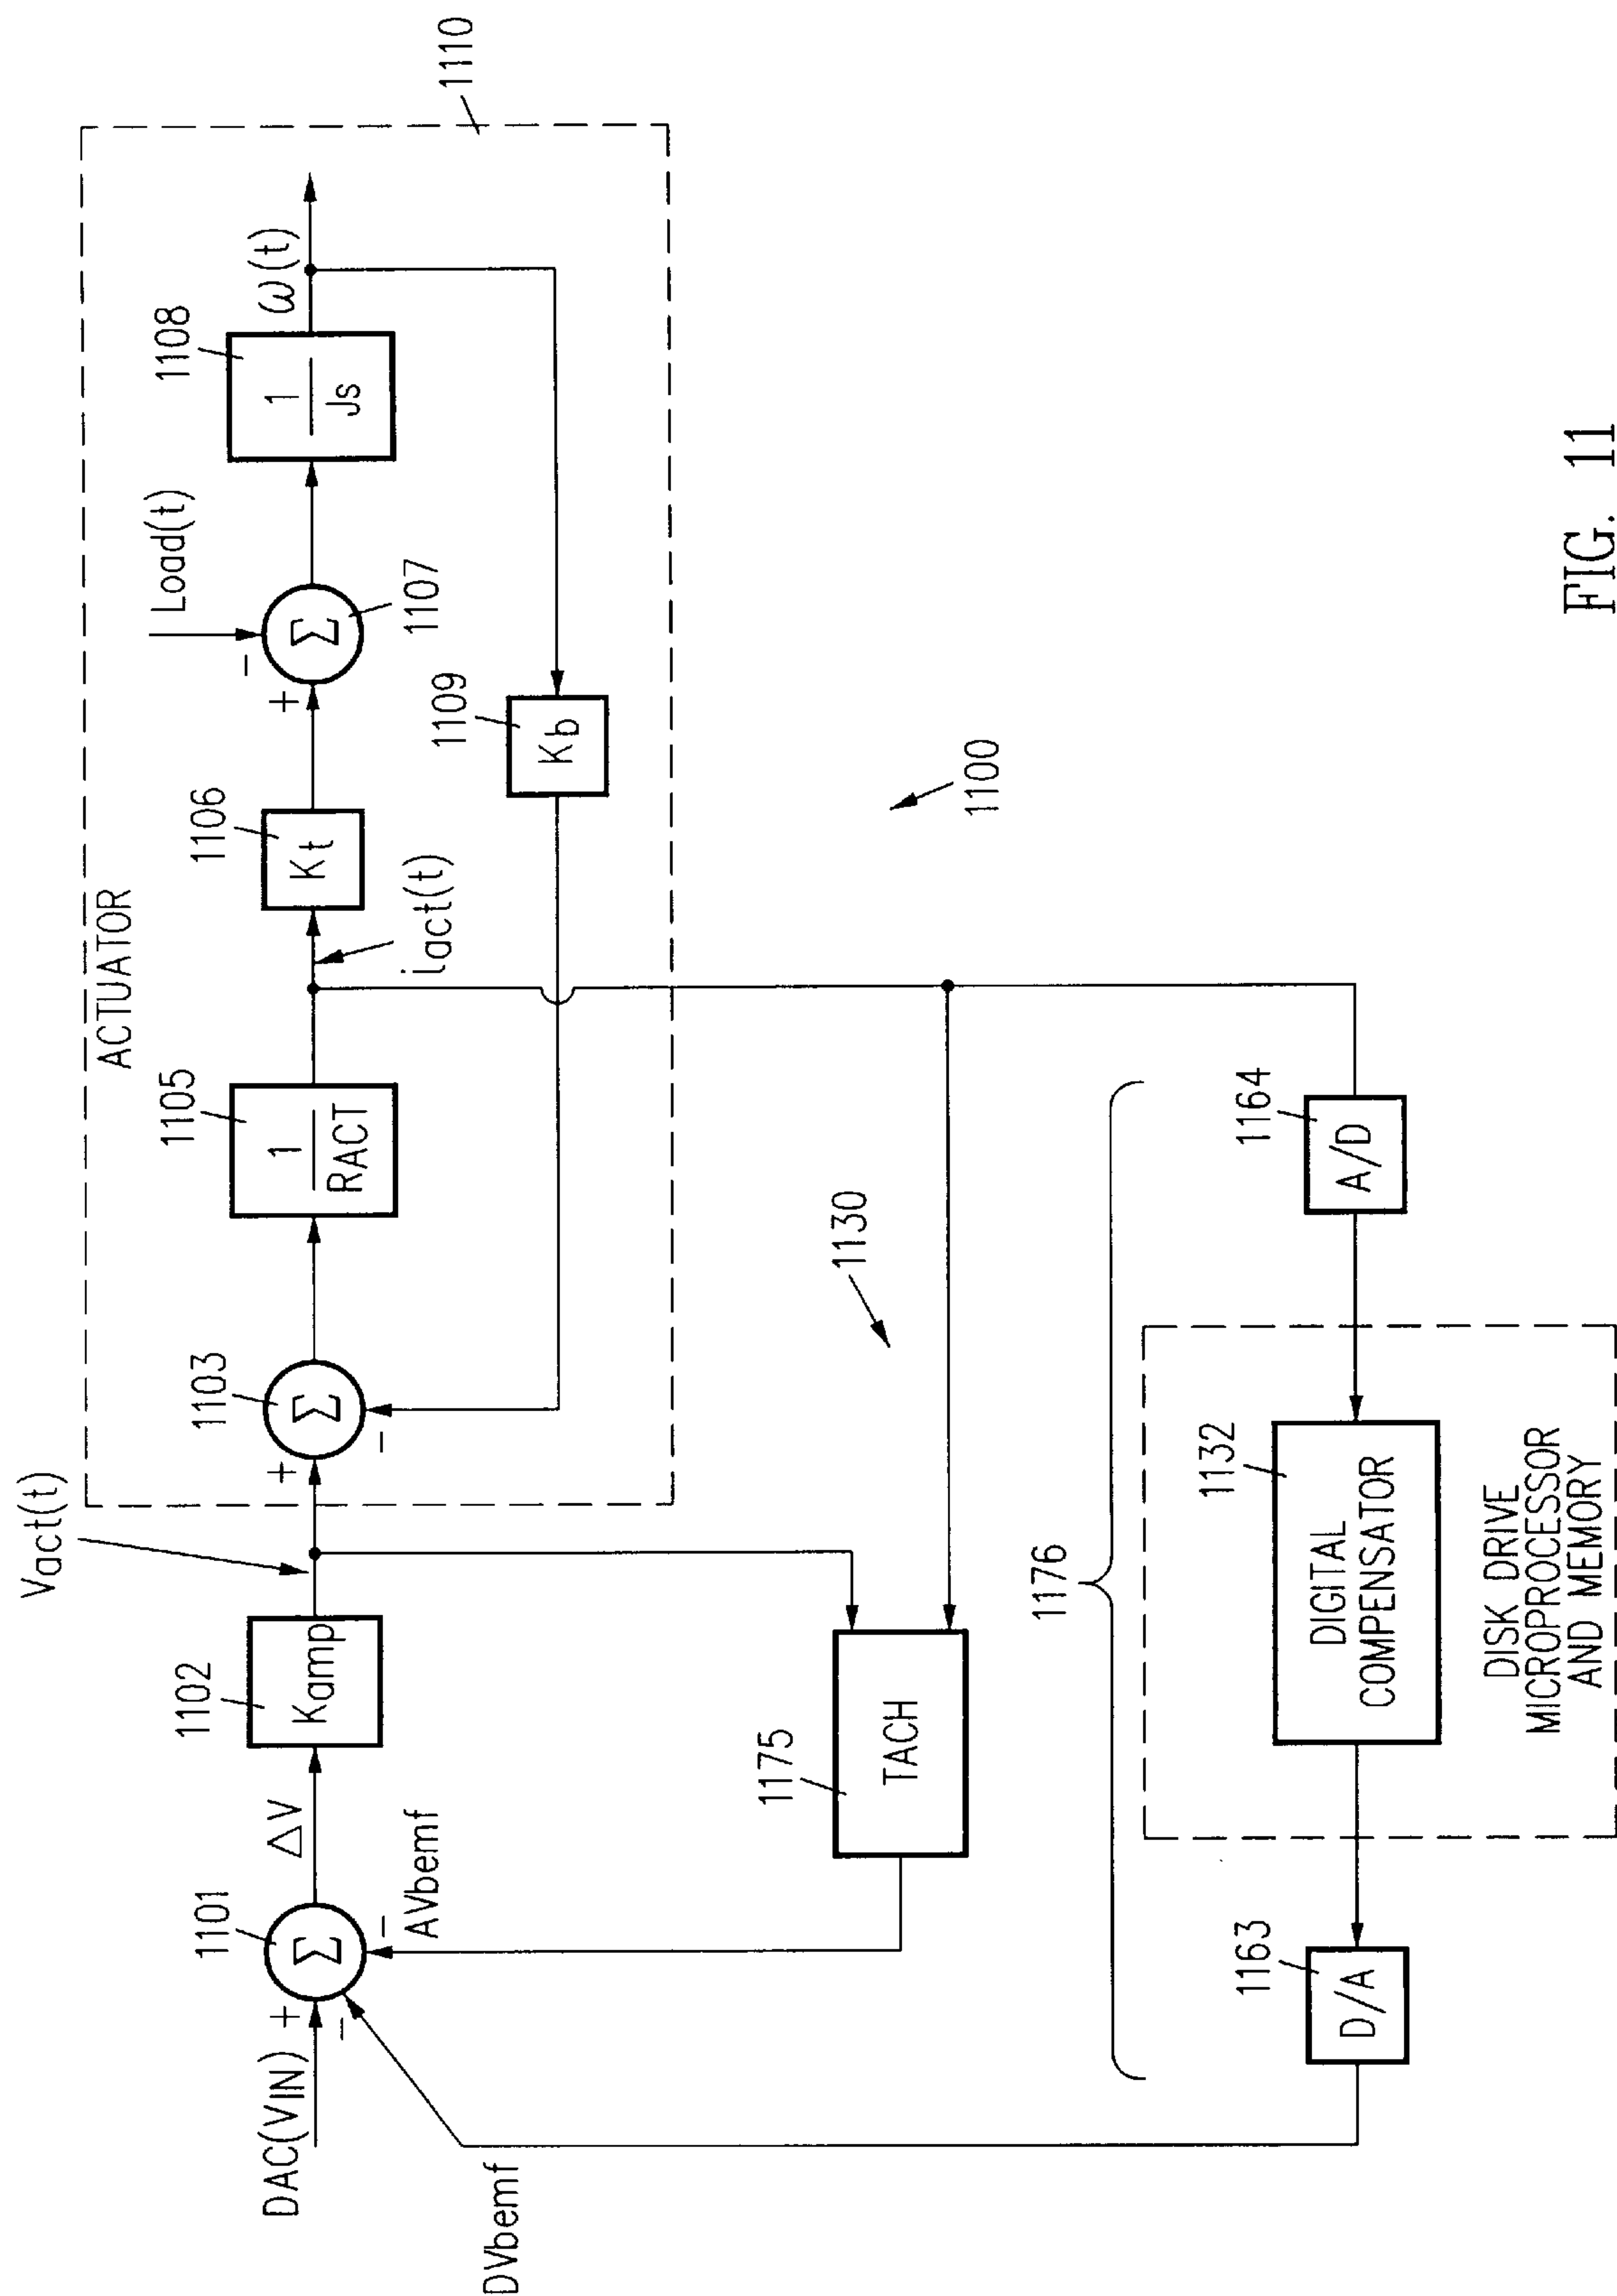 1110
ACTUATOR
Load(t)
1108
1
Js
ω(t)
1107
Σ
-
+
1106
Kt
iact(t)
1109
Kb
1105
1
RACT
1103
Σ
+
-
Vact(t)
1102
Kamp
ΔV
1101
Σ
+
-
-
DAC(VIN)
AVbemf
DVbemf
1175
TACH
1130
1100
1176
1164
A/D
1132
DIGITAL
COMPENSATOR
DISK DRIVE
MICROPROCESSOR
AND MEMORY
1163
D/A
FIG. 11